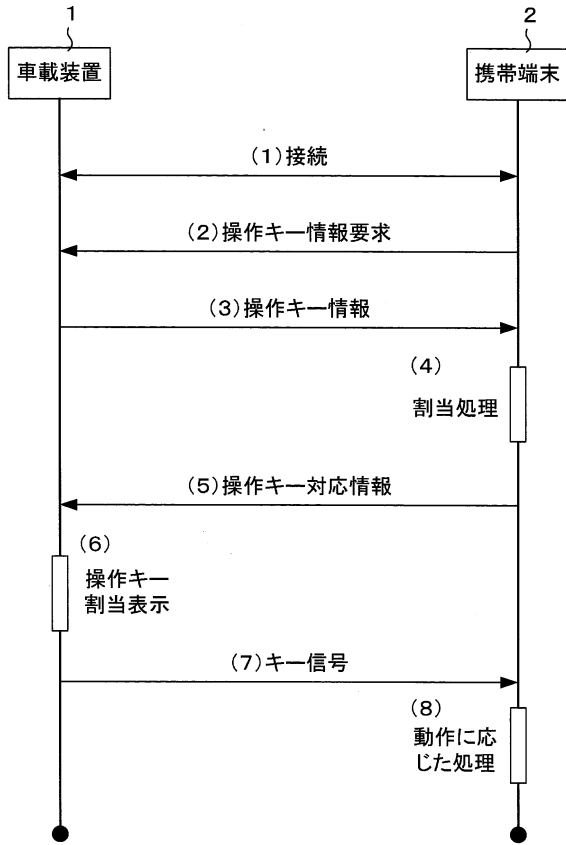 1
2
車載装置
携帯端末
(1)接続
(2)操作キー情報要求
(3)操作キー情報
(4)
割当処理
(5)操作キー対応情報
(6)
操作キー
割当表示
(7)キー信号
(8)
動作に応
じた処理